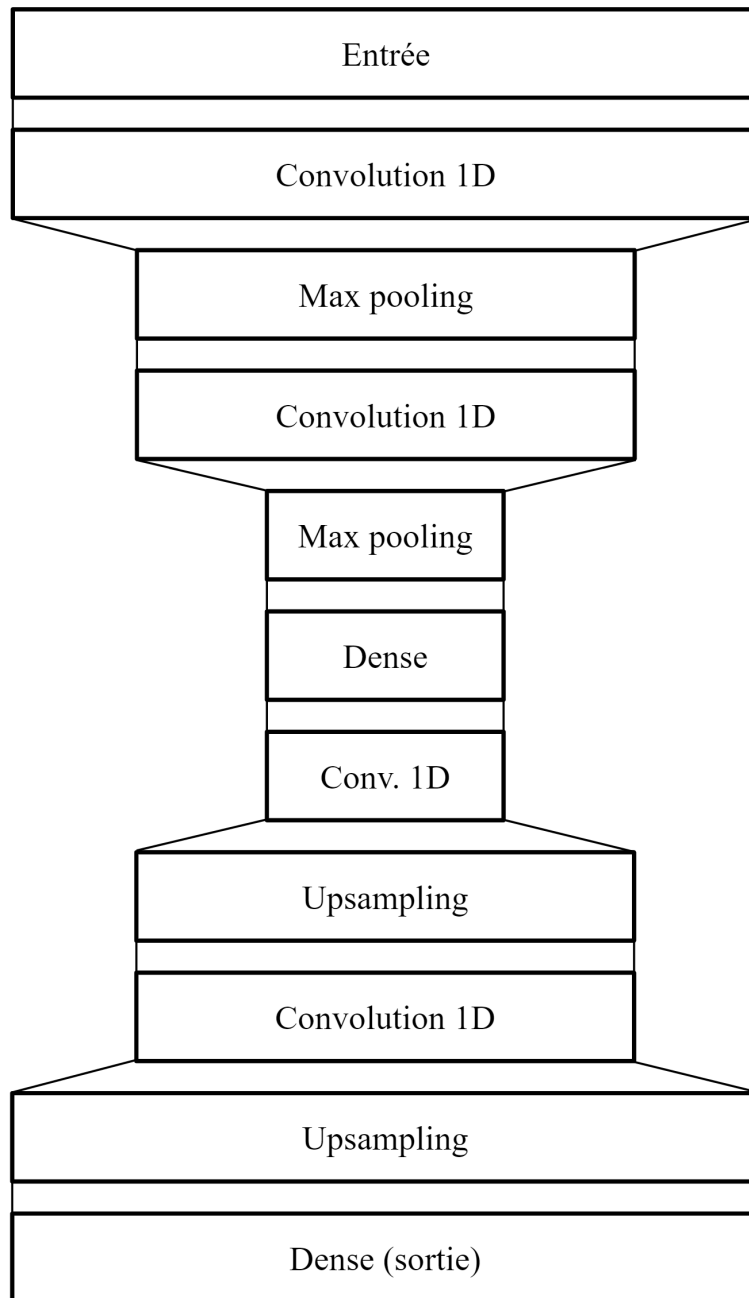 Entrée
Convolution 1D
Max pooling
Convolution 1D
Max pooling
Dense
Conv. 1D
Upsampling
Convolution 1D
Upsampling
Dense (sortie)